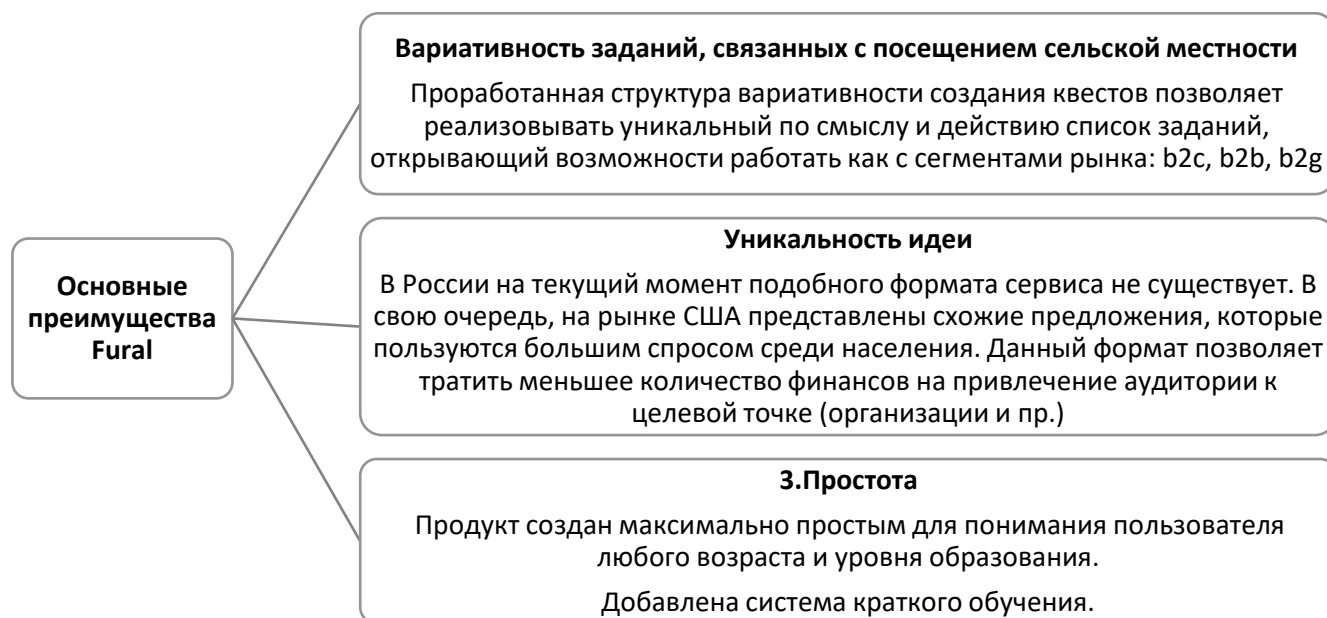 Основные
преимущества
Fural
Вариативность заданий, связанных с посещением сельской местности
Проработанная структура вариативности создания квестов позволяет
реализовывать уникальный по смыслу и действию список заданий,
открывающий возможности работать как с сегментами рынка: b2c, b2b, b2g
Уникальность идеи
В России на текущий момент подобного формата сервиса не существует. В
свою очередь, на рынке США представлены схожие предложения, которые
пользуются большим спросом среди населения. Данный формат позволяет
тратить меньшее количество финансов на привлечение аудитории к
целевой точке (организации и пр.)
3.Простота
Продукт создан максимально простым для понимания пользователя
любого возраста и уровня образования.
Добавлена система краткого обучения.